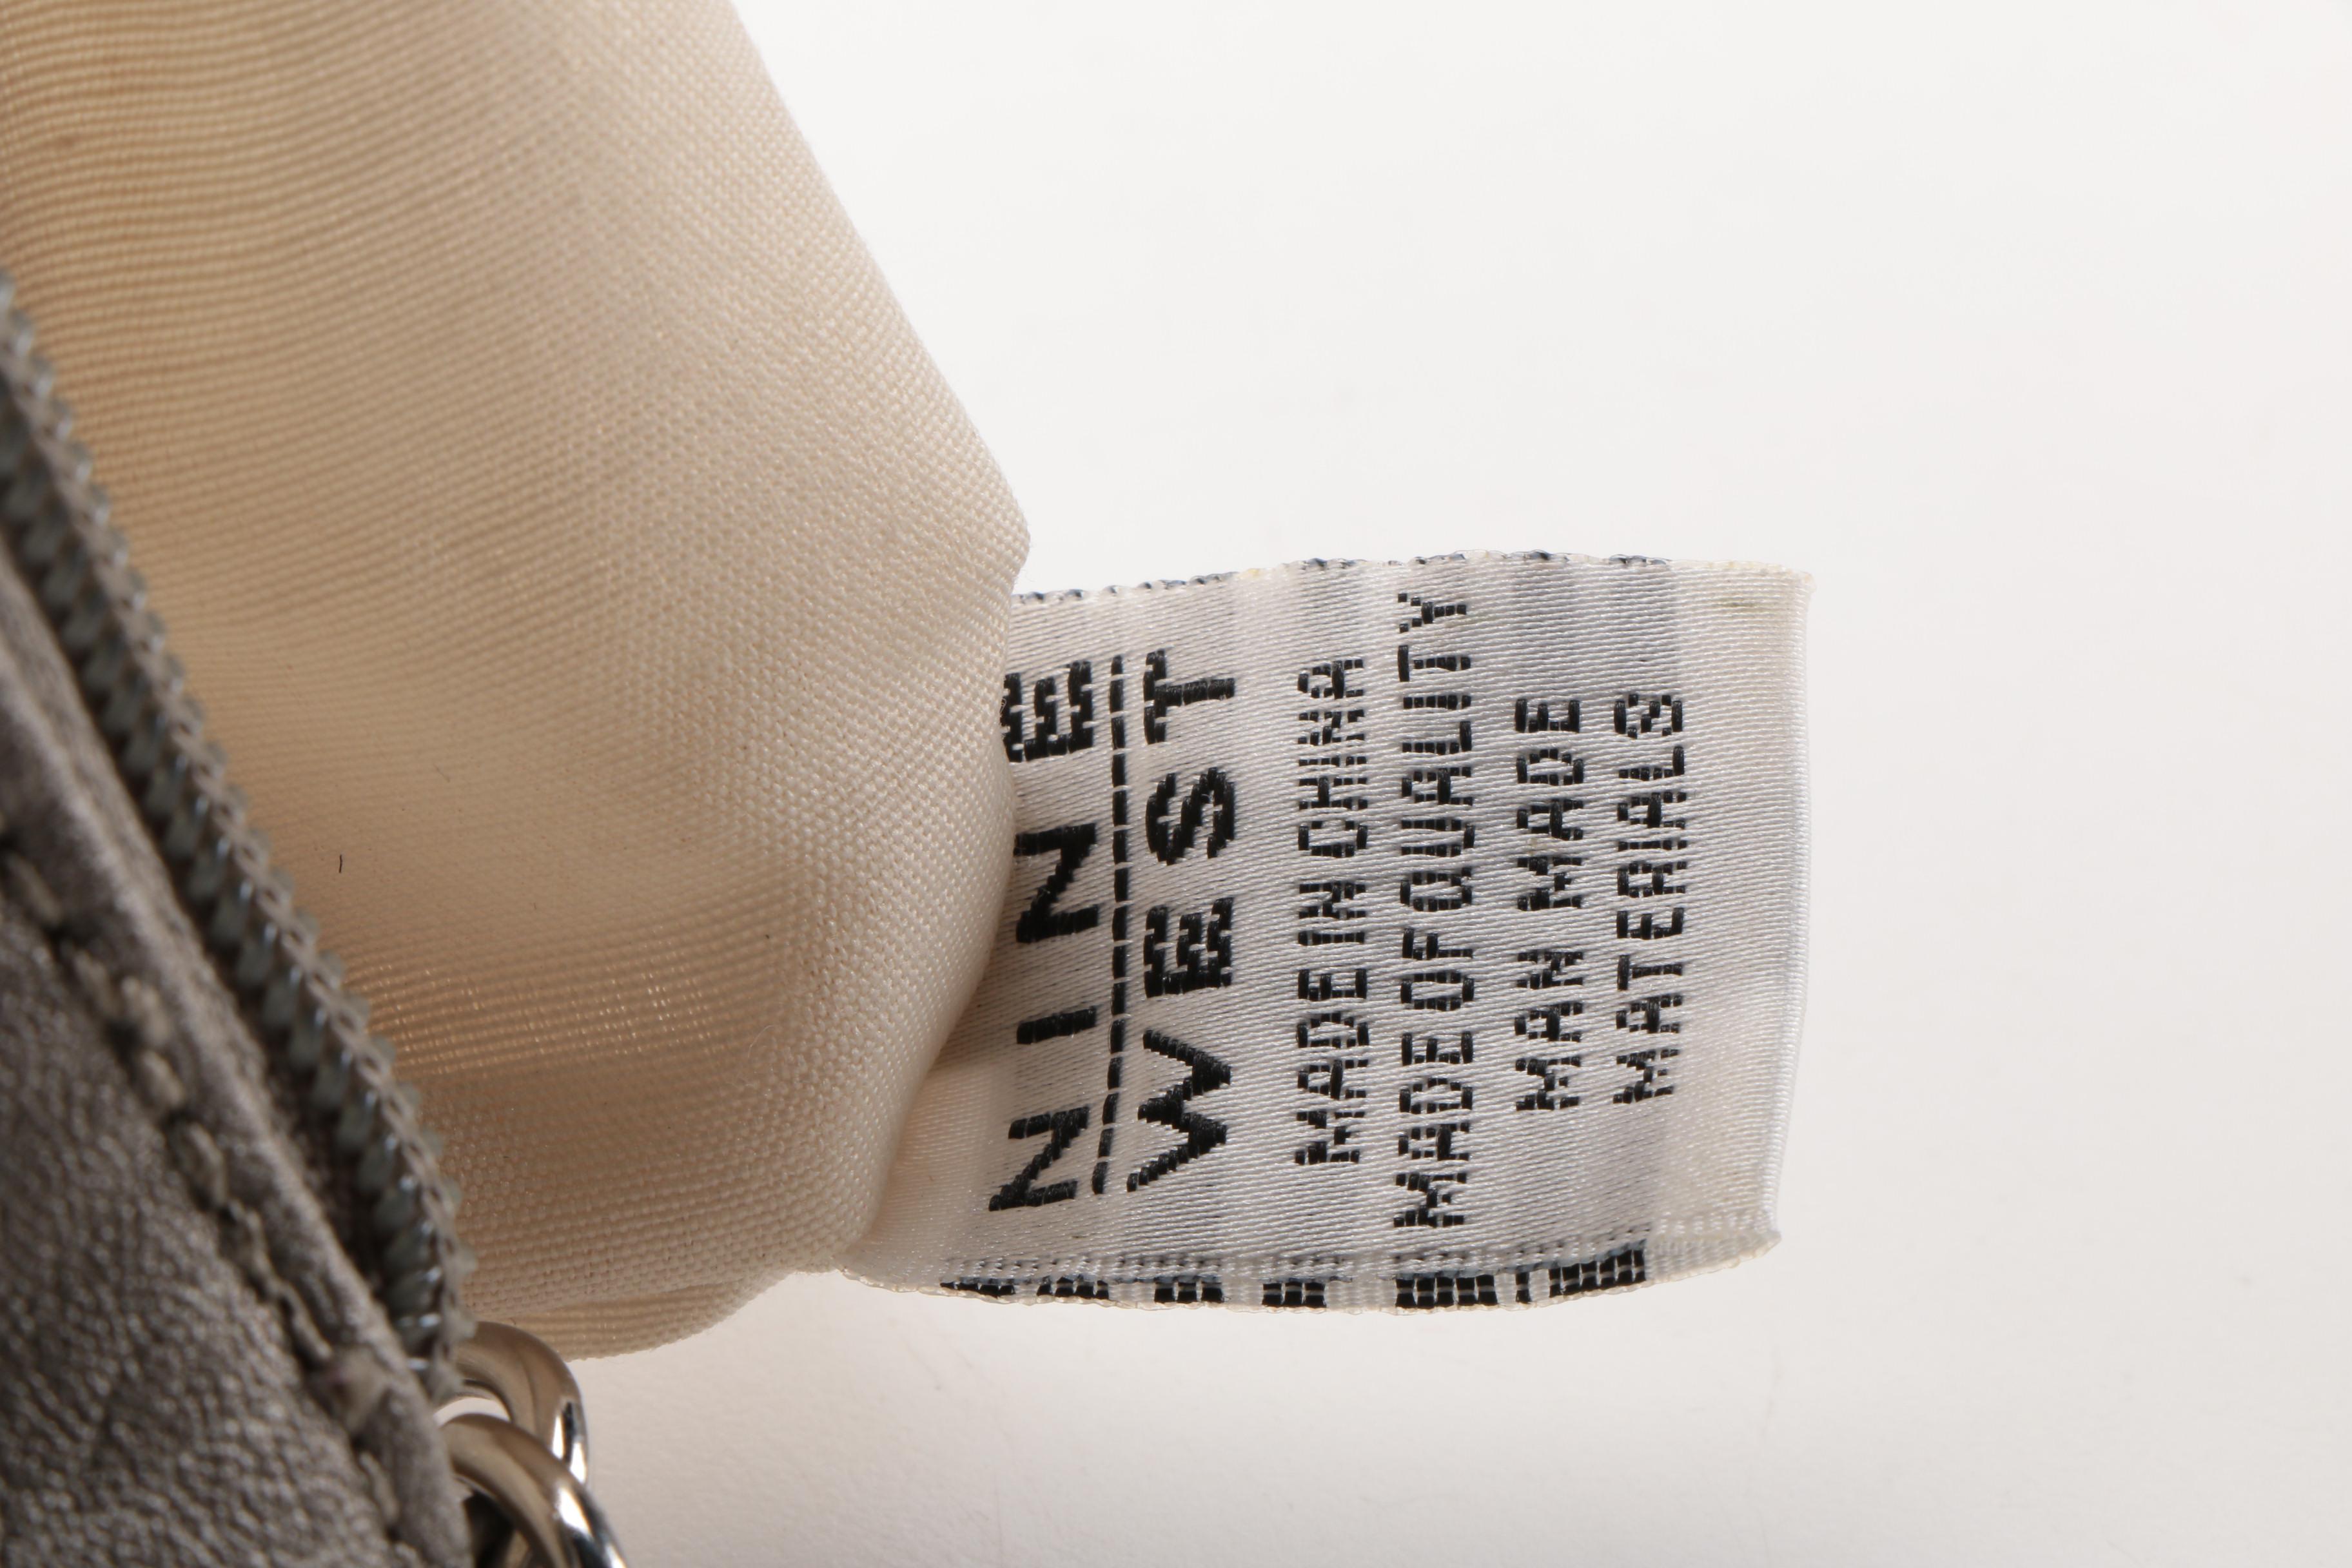 NINE
WEST
MADE IN CHINA
MADE OF QUALITY
MAN MADE
MATERIALS